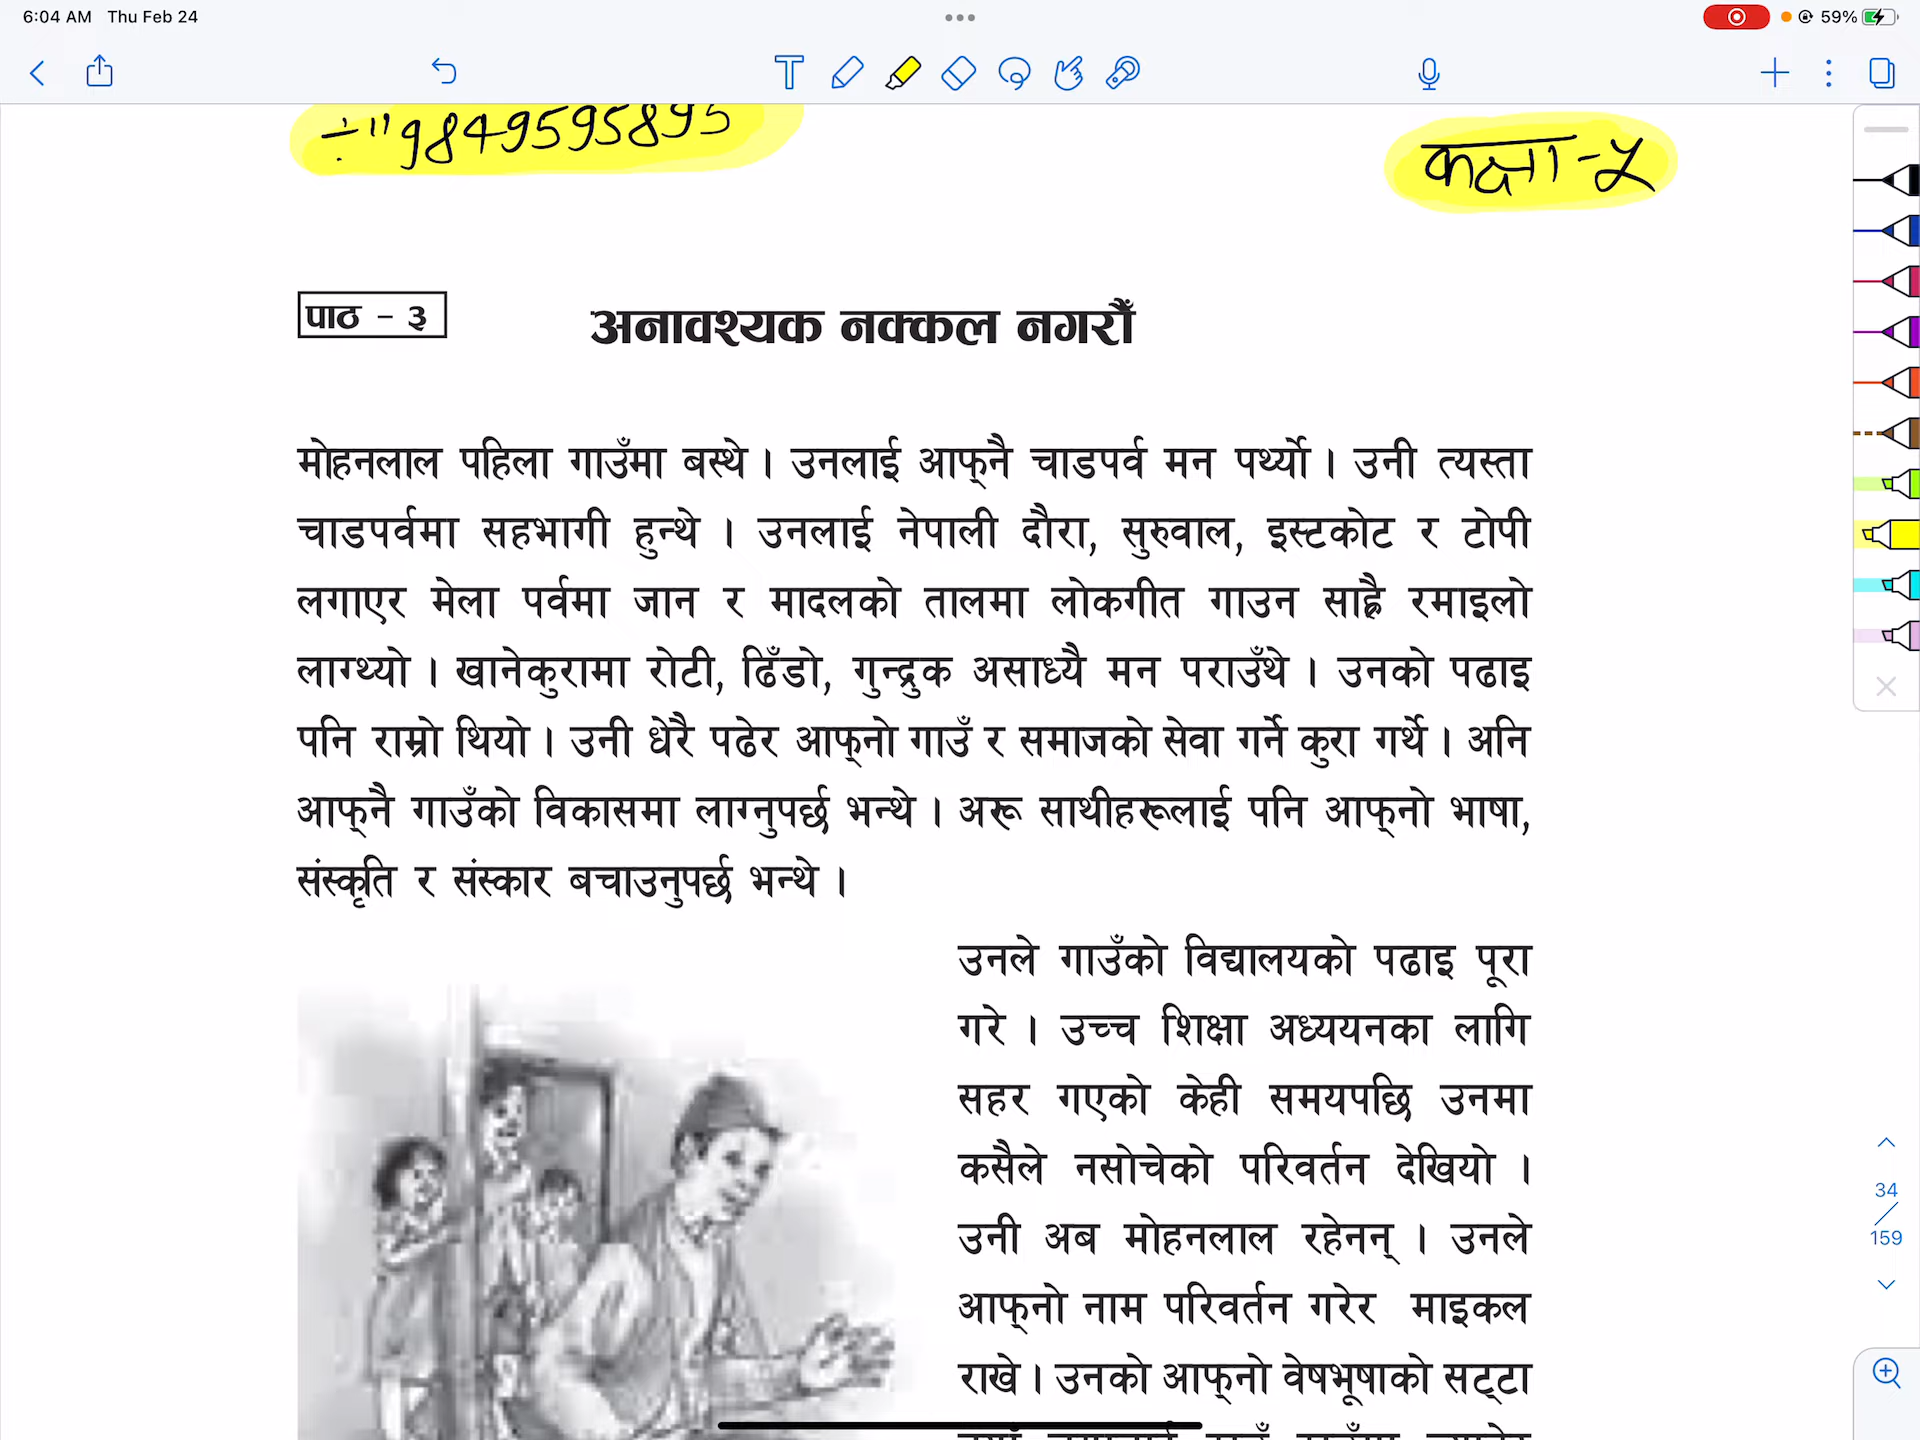 6:04 AM Thu Feb 24
59%
÷" 9849595895
कक्षा-५
पाठ - ३
अनावश्यक नक्कल नगरौँ
मोहनलाल पहिला गाउँमा बस्थे । उनलाई आफ्‌नै चाडपर्व मन पर्थ्यो । उनी त्यस्ता
चाडपर्वमा सहभागी हुन्थे । उनलाई नेपाली दौरा, सुरुवाल, इस्टकोट र टोपी
लगाएर मेला पर्वमा जान र मादलको तालमा लोकगीत गाउन साह्रै रमाइलो
लाग्थ्यो । खानेकुरामा रोटी, ढिँडो, गुन्द्रुक असाध्यै मन पराउँथे । उनको पढाइ
पनि राम्रो थियो । उनी धेरै पढेर आफ्‌नो गाउँ र समाजको सेवा गर्ने कुरा गर्थे । अनि
आफ्‌नै गाउँको विकासमा लाग्नुपर्छ भन्थे । अरू साथीहरूलाई पनि आफ्‌नो भाषा,
संस्कृति र संस्कार बचाउनुपर्छ भन्थे ।
उनले गाउँको विद्यालयको पढाइ पूरा
गरे । उच्च शिक्षा अध्ययनका लागि
सहर गएको केही समयपछि उनमा
कसैले नसोचेको परिवर्तन देखियो ।
उनी अब मोहनलाल रहेनन् । उनले
आफ्‌नो नाम परिवर्तन गरेर माइकल
राखे । उनको आफ्‌नो वेषभूषाको सट्‌टा
34
159